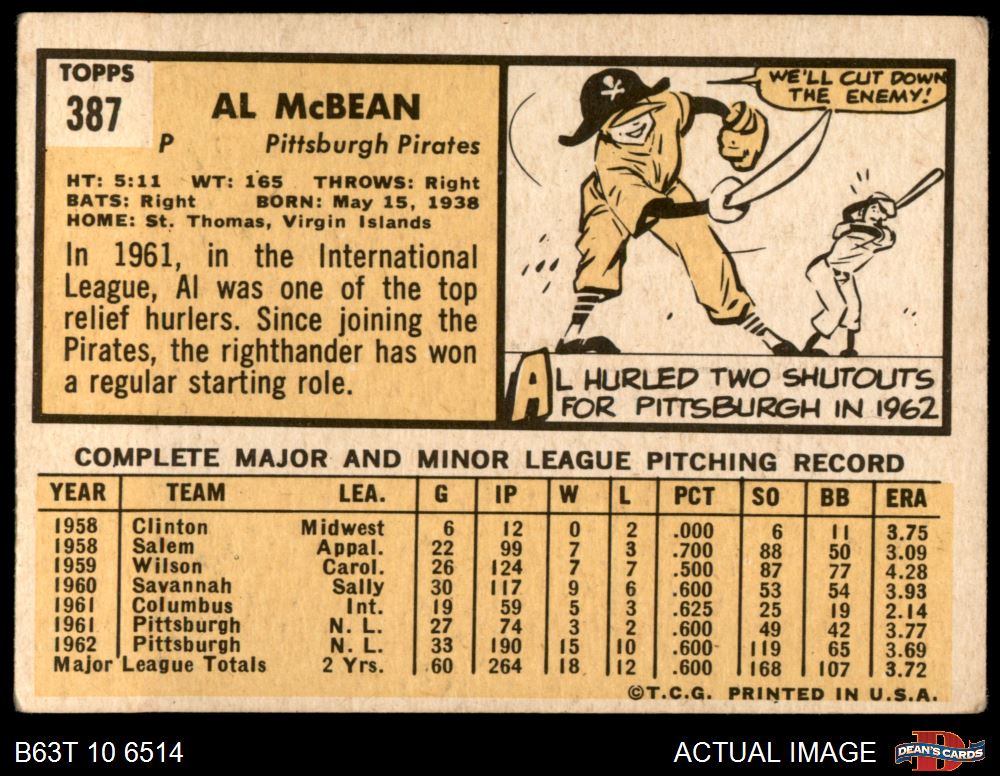 TOPPS
387
AL McBEAN
P Pittsburgh Pirates
HT: 5:11 WT: 165 THROWS: Right
BATS: Right BORN: May 15, 1938
HOME: St. Thomas, Virgin Islands
In 1961, in the International
League, Al was one of the top
relief hurlers. Since joining the
Pirates, the righthander has won
a regular starting role.
WE'LL CUT DOWN
THE ENEMY!
AL HURLED TWO SHUTOUTS
FOR PITTSBURGH IN 1962
COMPLETE MAJOR AND MINOR LEAGUE PITCHING RECORD
YEAR TEAM LEA. G IP W L PCT SO BB ERA
1958 Clinton Midwest 6 12 0 2 .000 6 11 3.75
1958 Salem Appal. 22 99 7 3 .700 88 50 3.09
1959 Wilson Carol. 26 124 7 7 .500 87 77 4.28
1960 Savannah Sally 30 117 9 6 .600 53 54 3.93
1961 Columbus Int. 19 59 5 3 .625 25 19 2.14
1961 Pittsburgh N. L. 27 74 3 2 .600 49 42 3.77
1962 Pittsburgh N. L. 33 190 15 10 .600 119 65 3.69
Major League Totals 2 Yrs. 60 264 18 12 .600 168 107 3.72
©T.C.G. PRINTED IN U.S.A.
B63T 10 6514 ACTUAL IMAGE D DEAN'S CARDS